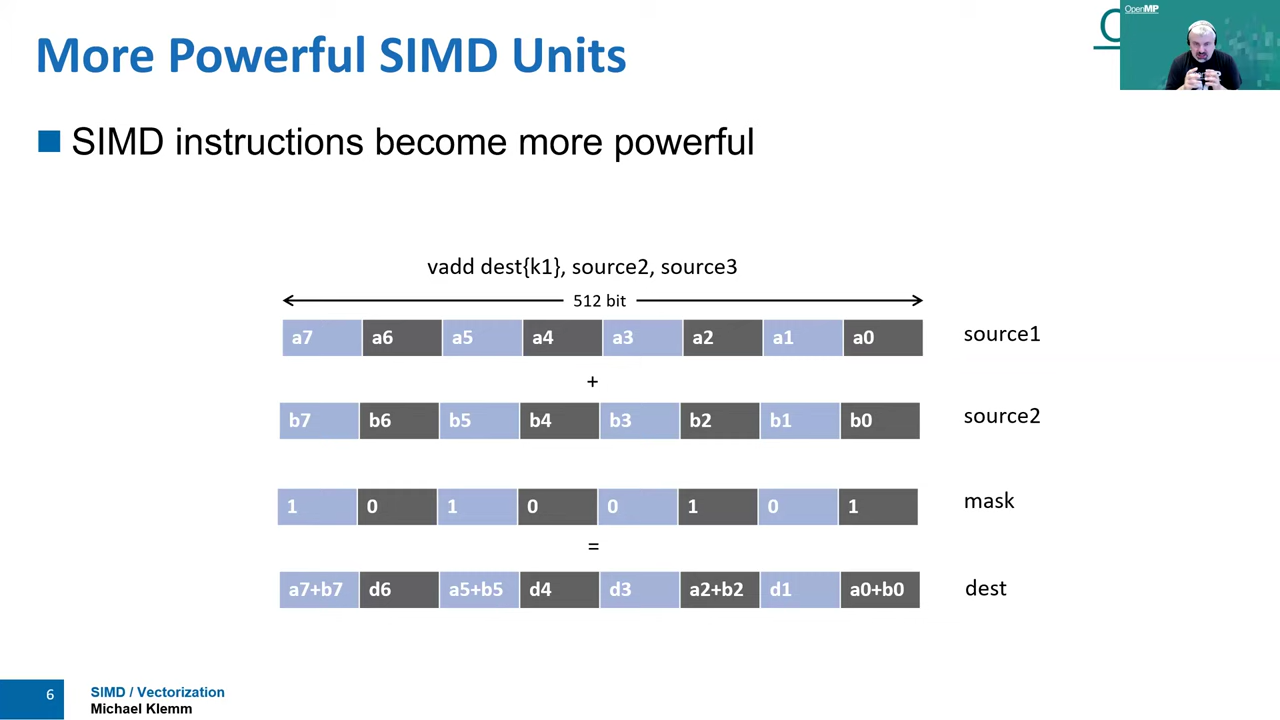 More Powerful SIMD Units
OpenMP
SIMD instructions become more powerful
vadd dest{k1}, source2, source3
512 bit
a7 a6 a5 a4 a3 a2 a1 a0 source1
+
b7 b6 b5 b4 b3 b2 b1 b0 source2
1 0 1 0 0 1 0 1 mask
=
a7+b7 d6 a5+b5 d4 d3 a2+b2 d1 a0+b0 dest
6
SIMD / Vectorization
Michael Klemm